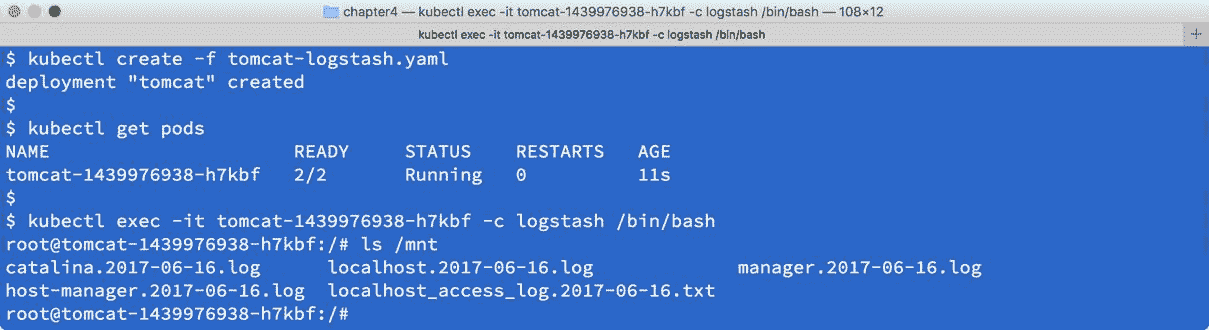 chapter4 — kubectl exec -it tomcat-1439976938-h7kbf -c logstash /bin/bash — 108×12
kubectl exec -it tomcat-1439976938-h7kbf -c logstash /bin/bash +
$ kubectl create -f tomcat-logstash.yaml
deployment "tomcat" created
$
$ kubectl get pods
NAME READY STATUS RESTARTS AGE
tomcat-1439976938-h7kbf 2/2 Running 0 11s
$
$ kubectl exec -it tomcat-1439976938-h7kbf -c logstash /bin/bash
root@tomcat-1439976938-h7kbf:/# ls /mnt
catalina.2017-06-16.log localhost.2017-06-16.log manager.2017-06-16.log
host-manager.2017-06-16.log localhost_access_log.2017-06-16.txt
root@tomcat-1439976938-h7kbf:/#